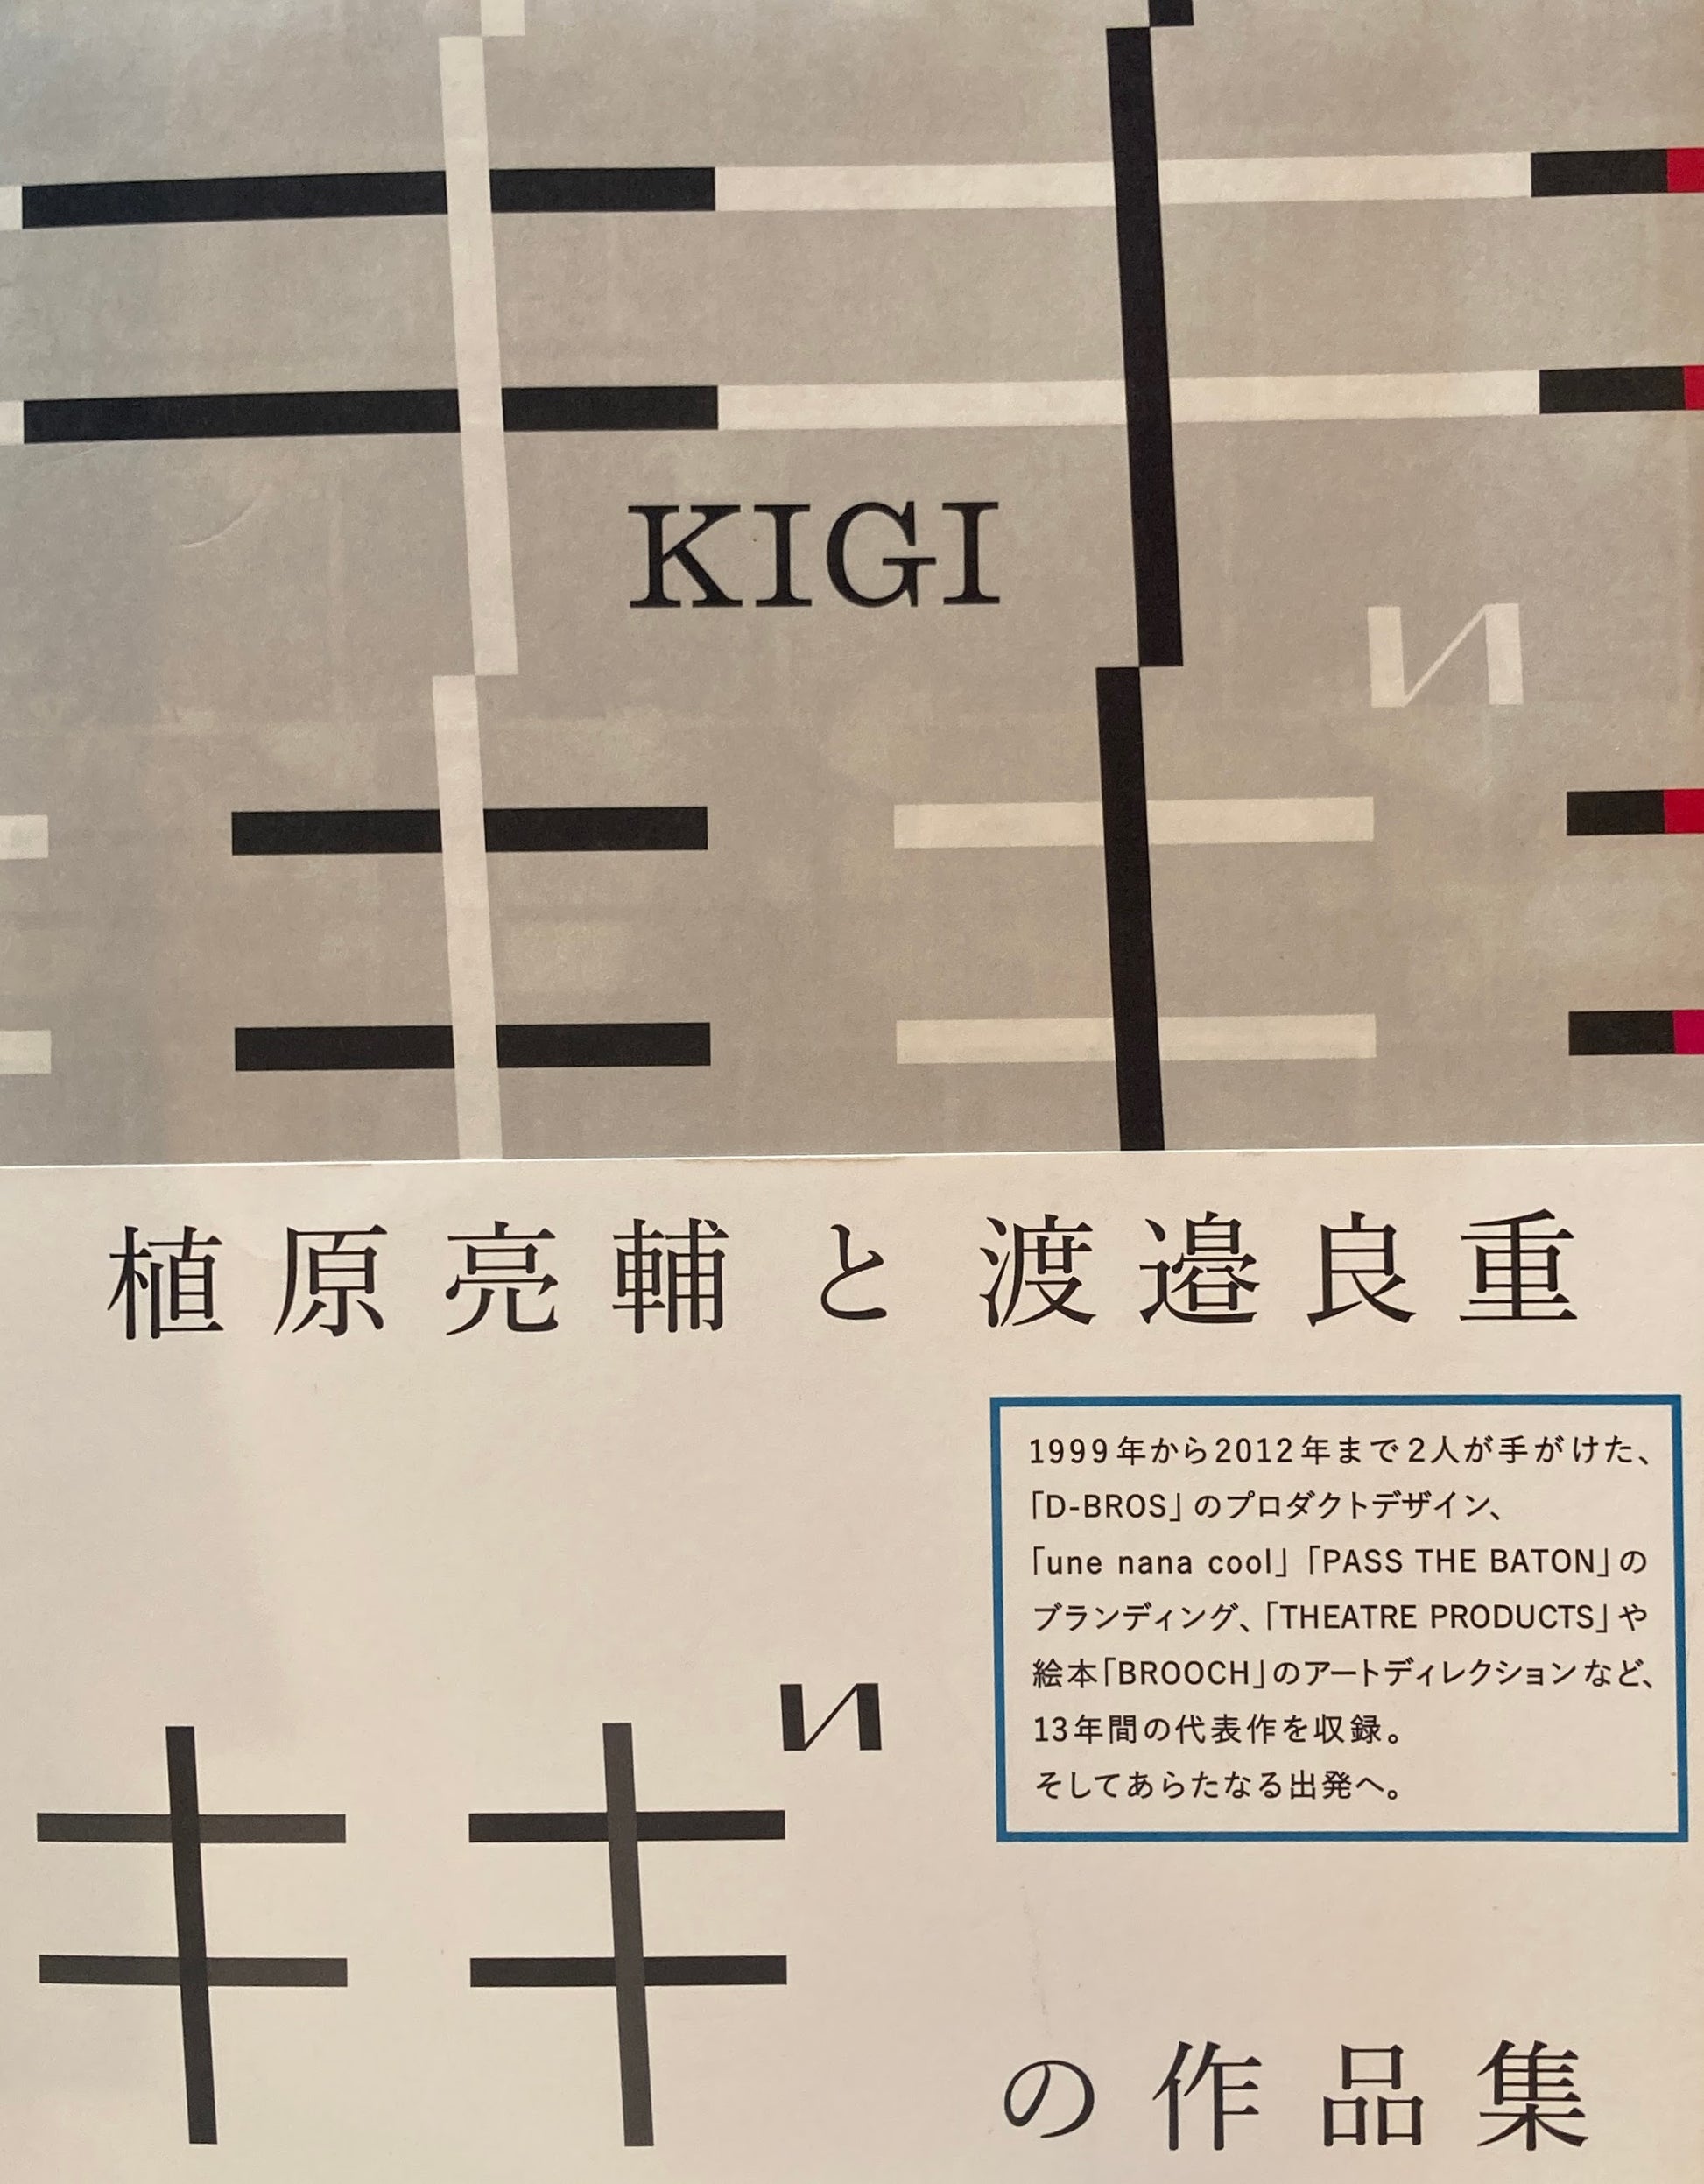 KIGI
植原亮輔と渡邉良重
1999年から2012年まで2人が手がけた、
「D-BROS」のプロダクトデザイン、
「une nana cool」「PASS THE BATON」の
ブランディング、「THEATRE PRODUCTS」や
絵本「BROOCH」のアートディレクションなど、
13年間の代表作を収録。
そしてあらたなる出発へ。
キギ
の作品集